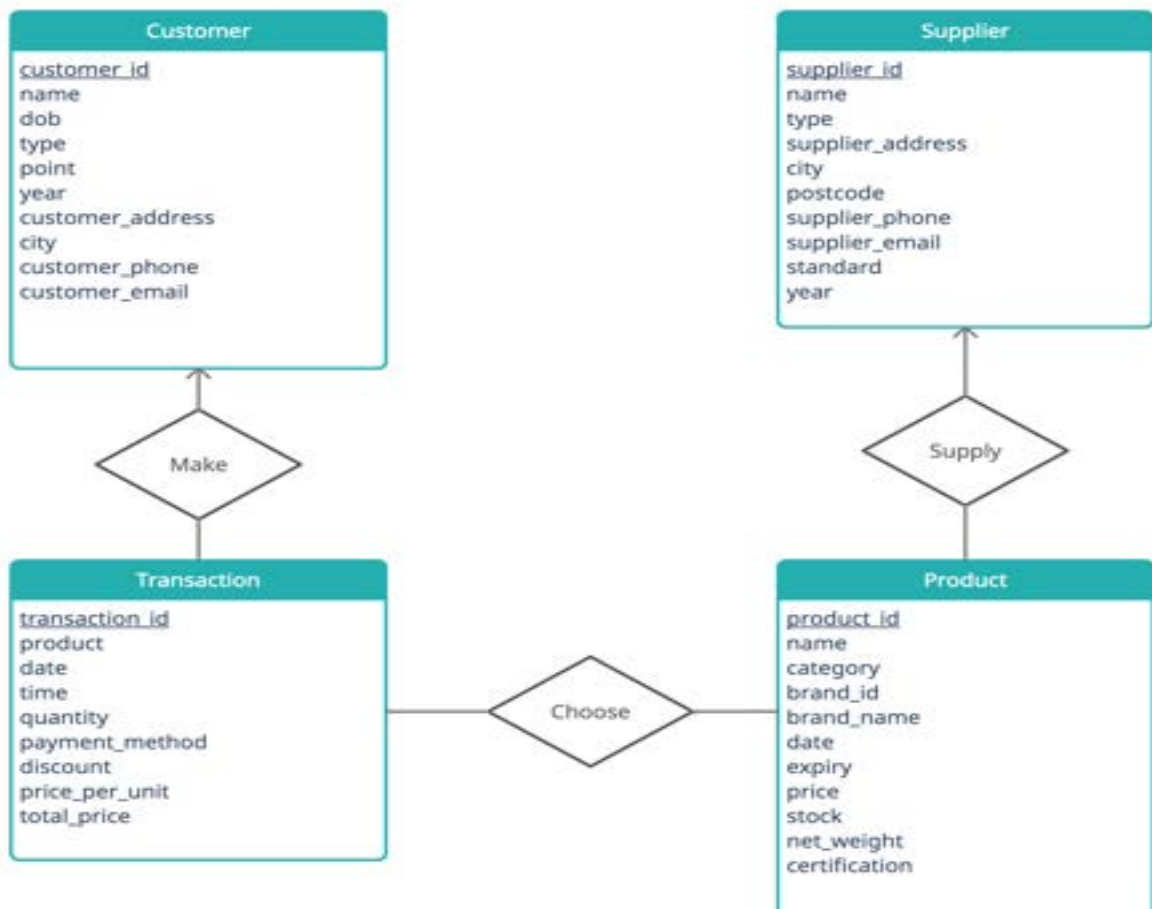 Customer
customer_id
name
dob
type
point
year
customer_address
city
customer_phone
customer_email
Supplier
supplier_id
name
type
supplier_address
city
postcode
supplier_phone
supplier_email
standard
year
Make
Supply
Transaction
transaction_id
product
date
time
quantity
payment_method
discount
price_per_unit
total_price
Choose
Product
product_id
name
category
brand_id
brand_name
date
expiry
price
stock
net_weight
certification